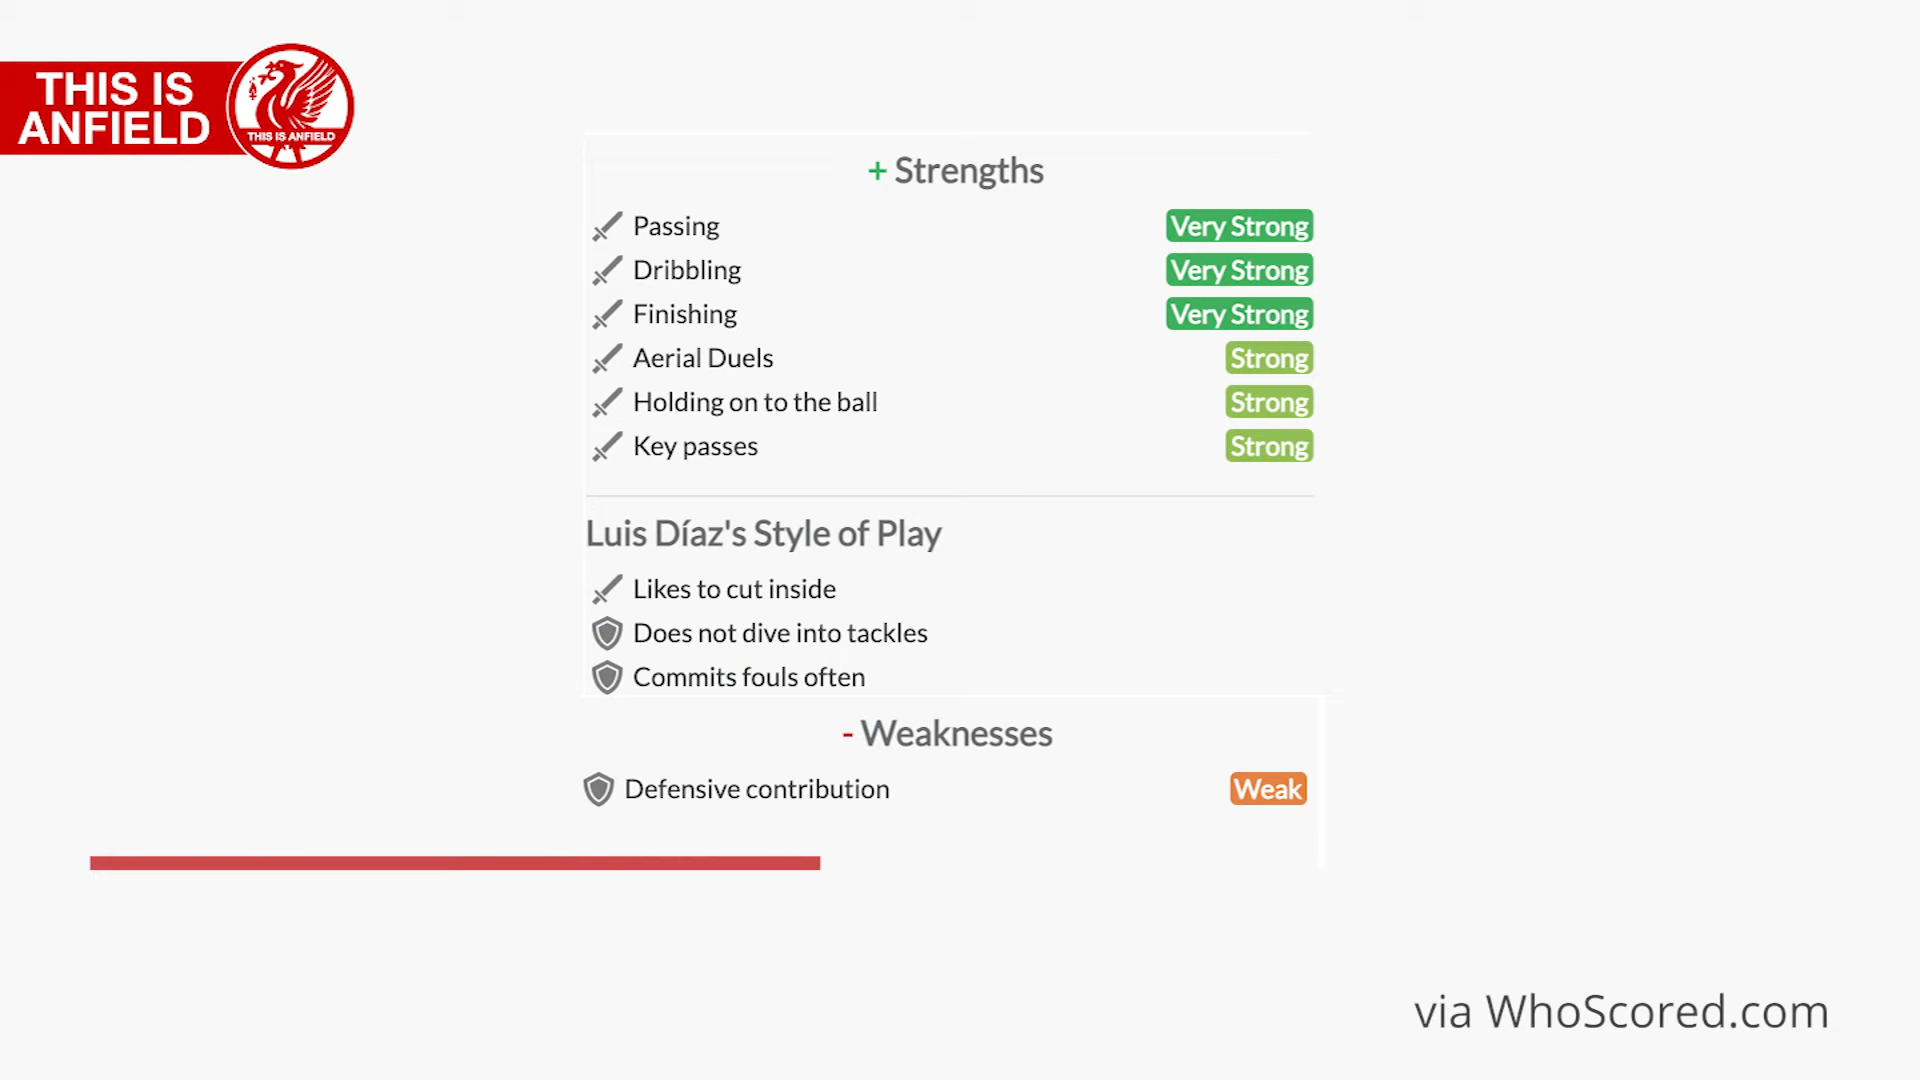 THIS IS
ANFIELD
THIS IS ANFIELD
+ Strengths
Passing Very Strong
Dribbling Very Strong
Finishing Very Strong
Aerial Duels Strong
Holding on to the ball Strong
Key passes Strong
Luis Díaz's Style of Play
Likes to cut inside
Does not dive into tackles
Commits fouls often
- Weaknesses
Defensive contribution Weak
via WhoScored.com